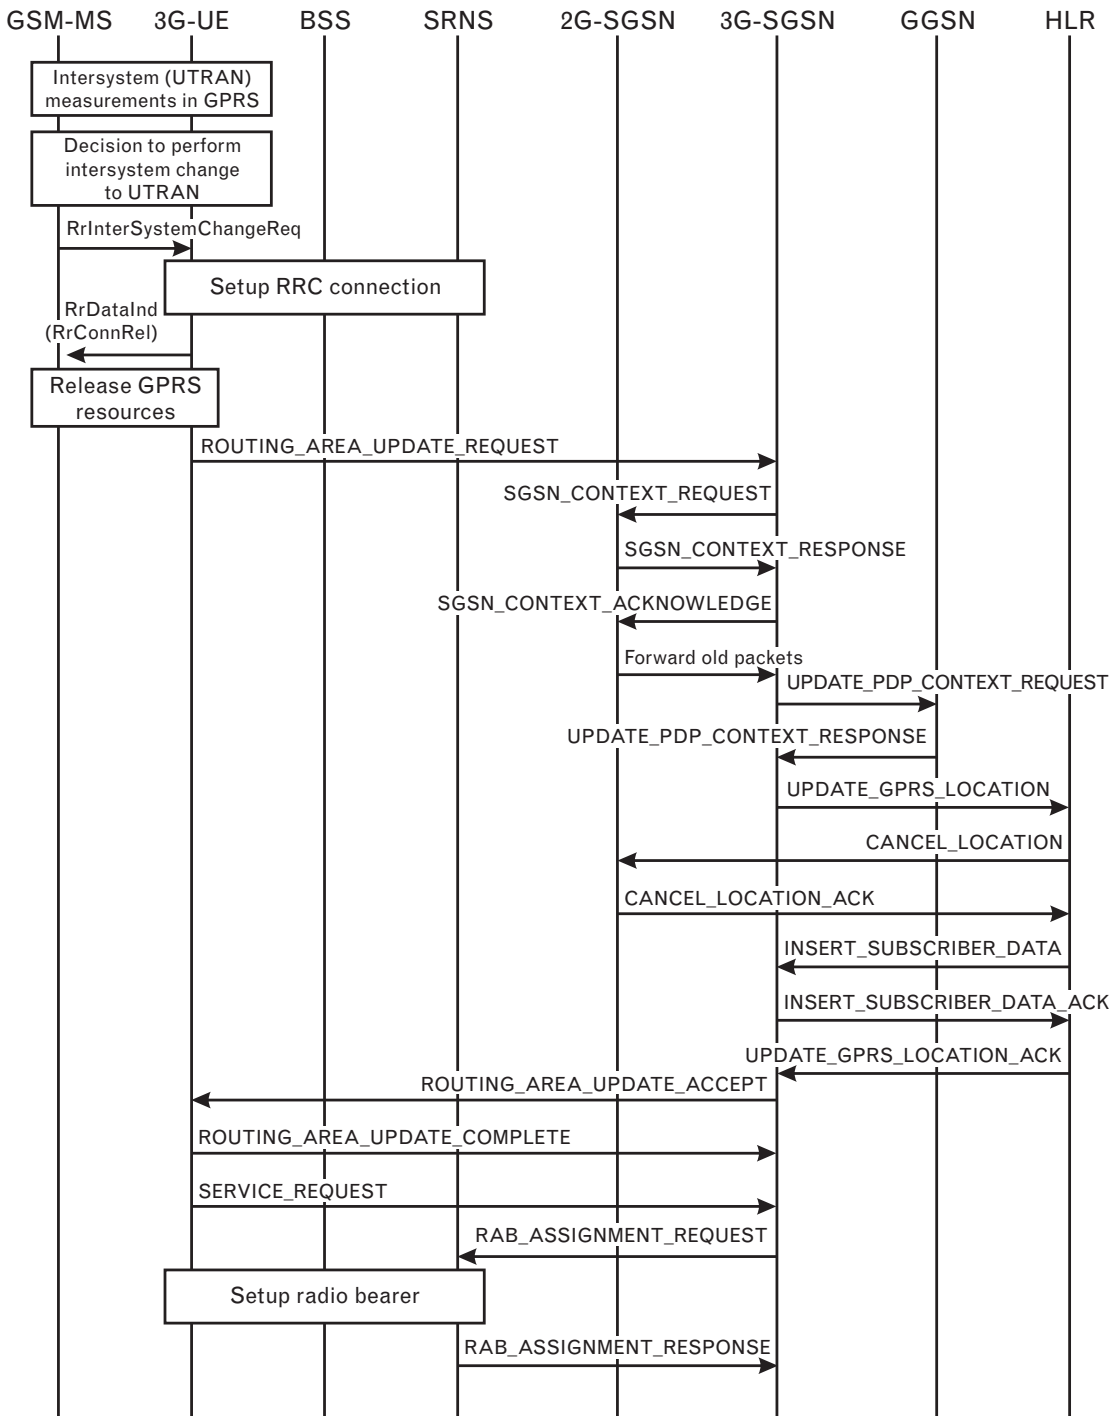 GSM-MS 3G-UE BSS SRNS 2G-SGSN 3G-SGSN GGSN HLR
Intersystem (UTRAN)
measurements in GPRS
Decision to perform
intersystem change
to UTRAN
RrInterSystemChangeReq
Setup RRC connection
RrDataInd
(RrConnRel)
Release GPRS
resources
ROUTING_AREA_UPDATE_REQUEST
SGSN_CONTEXT_REQUEST
SGSN_CONTEXT_RESPONSE
SGSN_CONTEXT_ACKNOWLEDGE
Forward old packets
UPDATE_PDP_CONTEXT_REQUEST
UPDATE_PDP_CONTEXT_RESPONSE
UPDATE_GPRS_LOCATION
CANCEL_LOCATION
CANCEL_LOCATION_ACK
INSERT_SUBSCRIBER_DATA
INSERT_SUBSCRIBER_DATA_ACK
UPDATE_GPRS_LOCATION_ACK
ROUTING_AREA_UPDATE_ACCEPT
ROUTING_AREA_UPDATE_COMPLETE
SERVICE_REQUEST
RAB_ASSIGNMENT_REQUEST
Setup radio bearer
RAB_ASSIGNMENT_RESPONSE